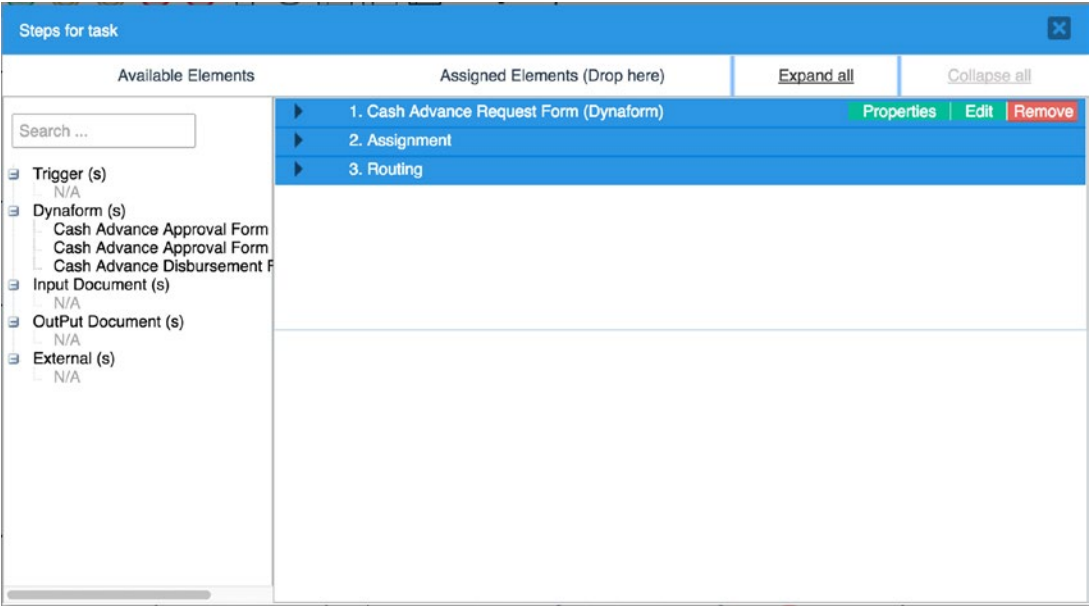 Steps for task
Available Elements
Assigned Elements (Drop here)
Expand all
Collapse all
Search ...
Trigger (s)
N/A
Dynaform (s)
Cash Advance Approval Form
Cash Advance Approval Form
Cash Advance Disbursement F
Input Document (s)
N/A
OutPut Document (s)
N/A
External (s)
N/A
1. Cash Advance Request Form (Dynaform)
Properties
Edit
Remove
2. Assignment
3. Routing